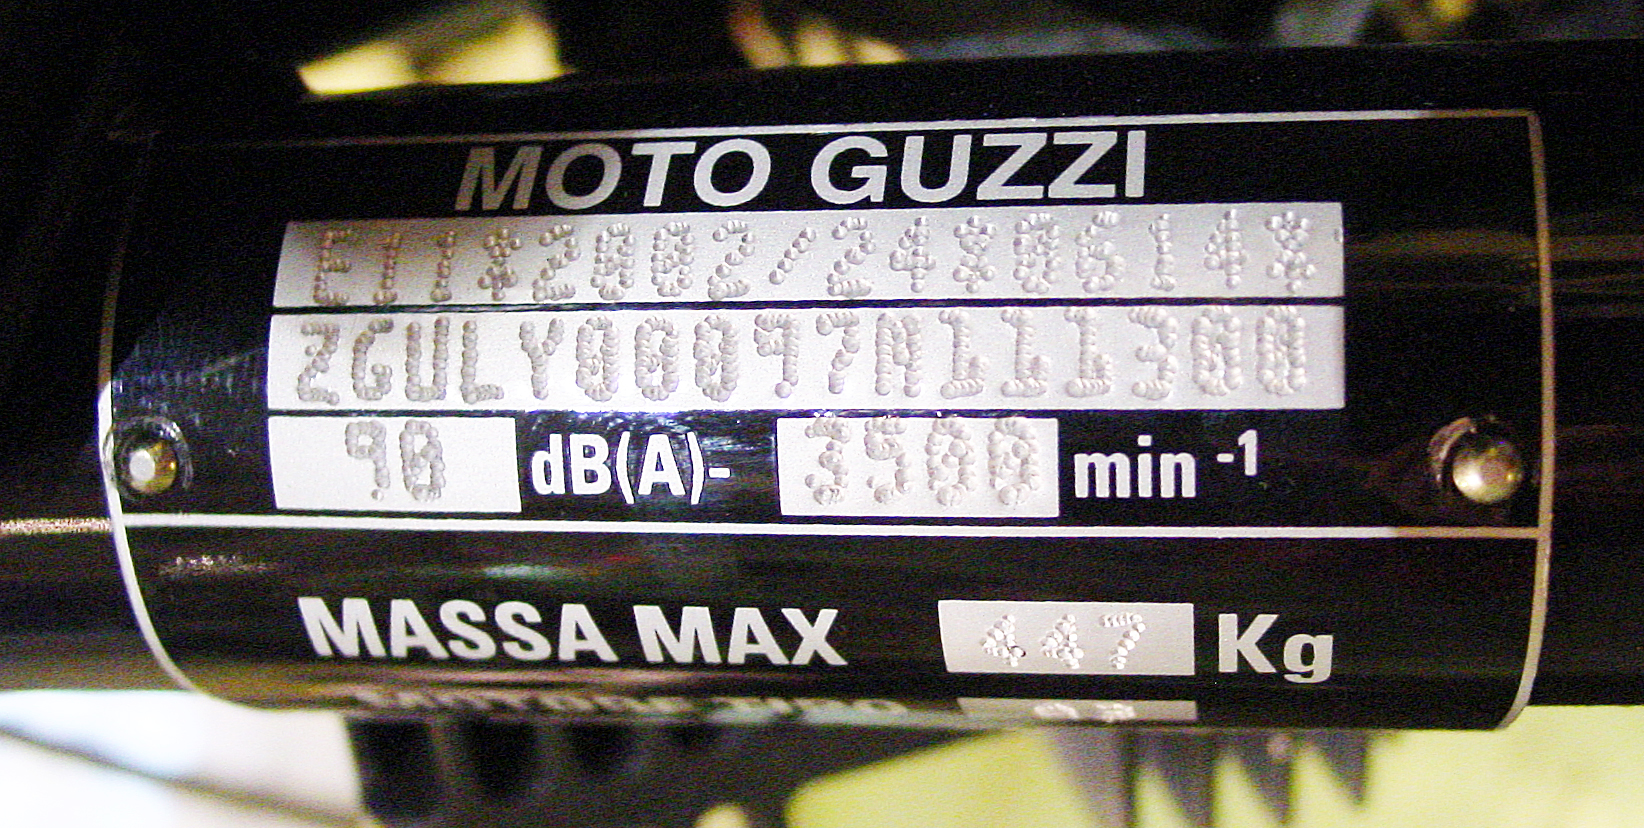 MOTO GUZZI
E11*2002/24*0614*
ZGULY00097A111300
90 dB(A)- 3500 min -1
MASSA MAX 447 Kg